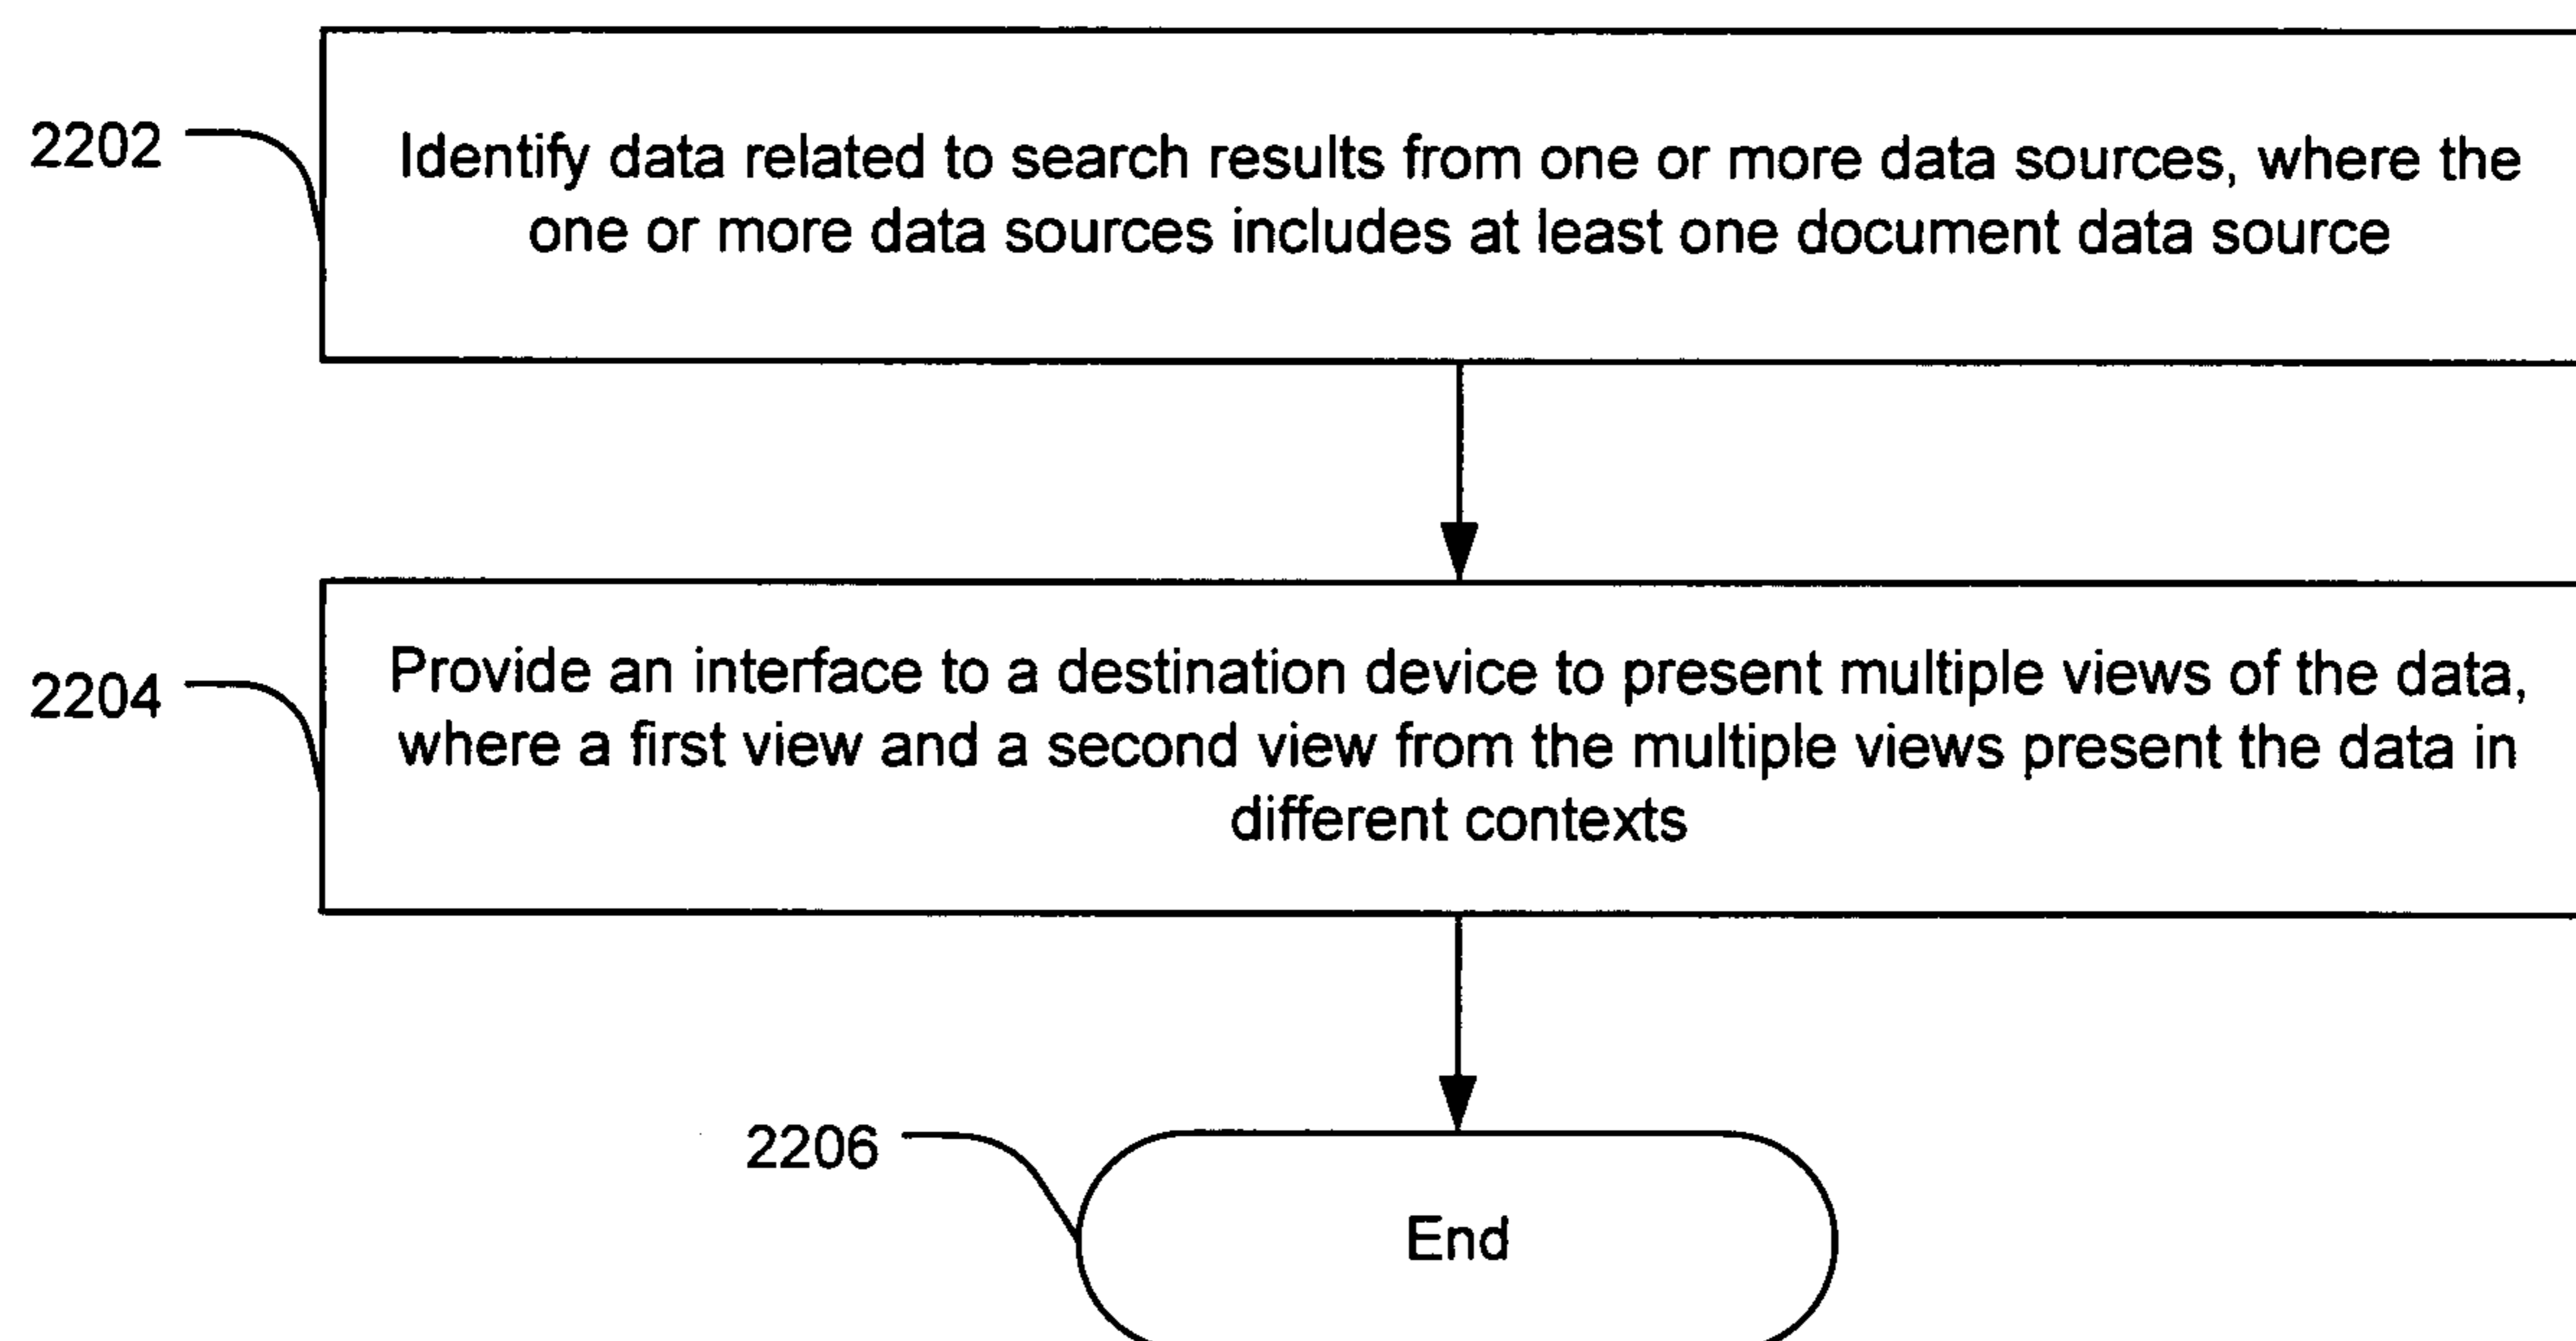 2202
Identify data related to search results from one or more data sources, where the
one or more data sources includes at least one document data source
2204
Provide an interface to a destination device to present multiple views of the data,
where a first view and a second view from the multiple views present the data in
different contexts
2206
End